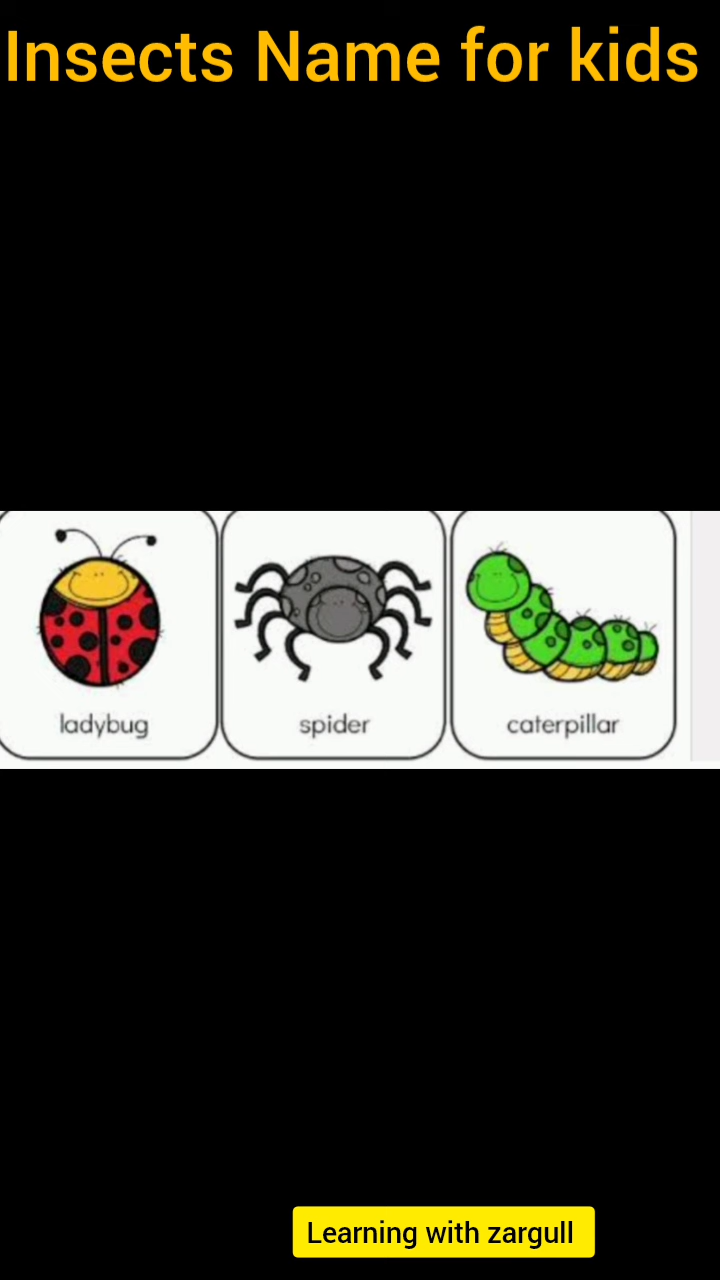 Insects Name for kids
ladybug spider caterpillar
Learning with zargull